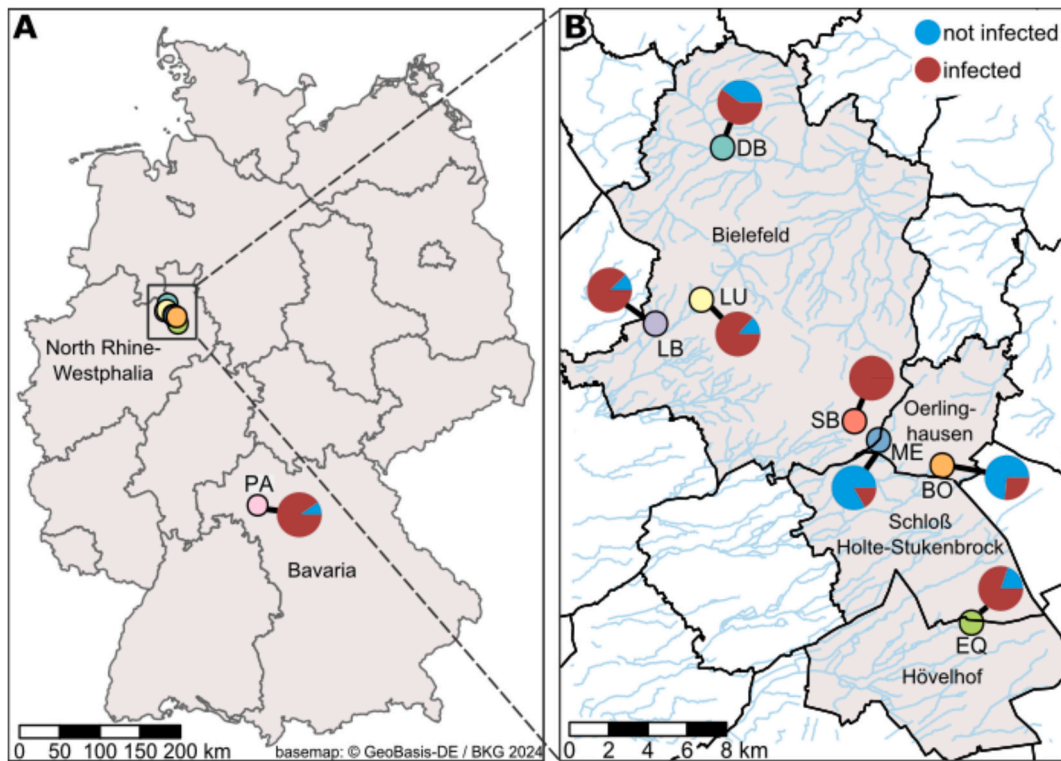 A
North Rhine-
Westphalia
PA
Bavaria
0 50 100 150 200 km
basemap: © GeoBasis-DE / BKG 2024
B
not infected
infected
DB
Bielefeld
LU
LB
SB
Oerling-
hausen
ME
BO
Schloß
Holte-Stukenbrock
EQ
Hövelhof
0 2 4 6 8 km